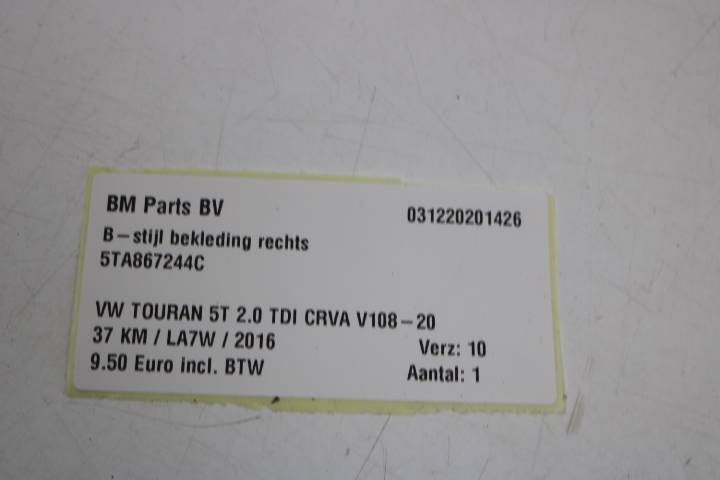 BM Parts BV 031220201426
B-stijl bekleding rechts
5TA867244C
VW TOURAN 5T 2.0 TDI CRVA V108-20
37 KM / LA7W / 2016 Verz: 10
9.50 Euro incl. BTW Aantal: 1